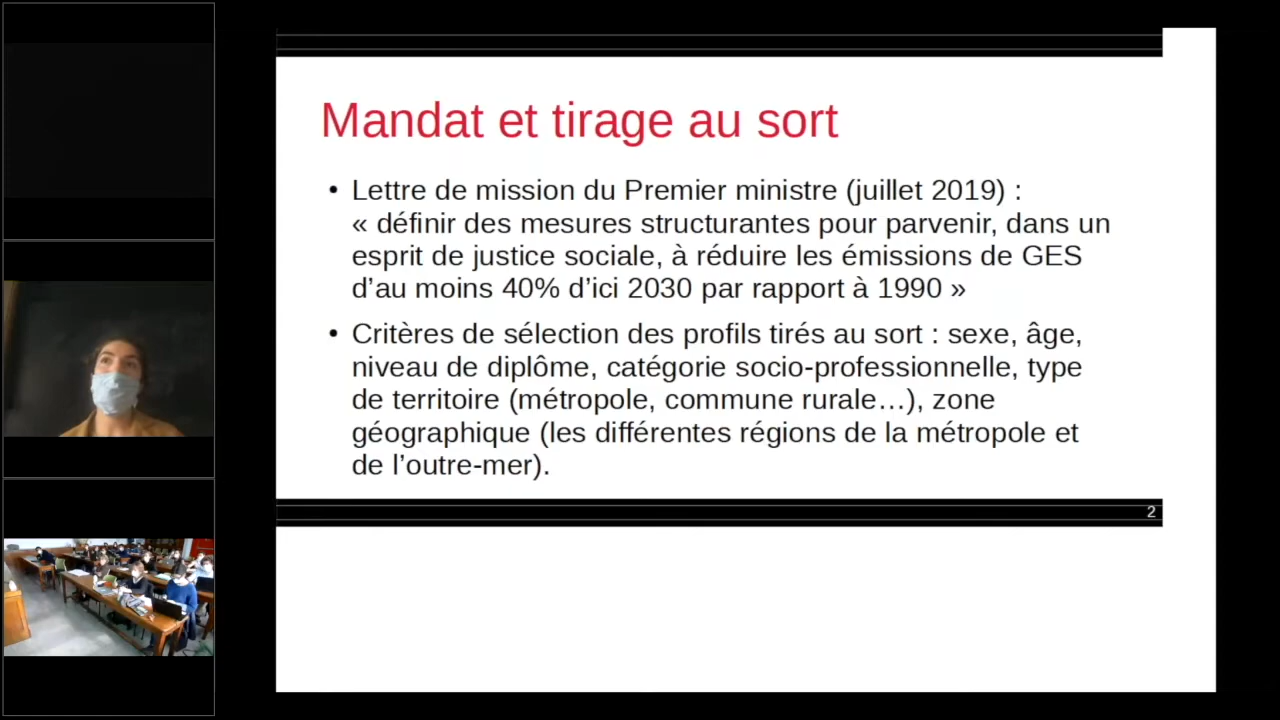 Mandat et tirage au sort
• Lettre de mission du Premier ministre (juillet 2019) :
« définir des mesures structurantes pour parvenir, dans un
esprit de justice sociale, à réduire les émissions de GES
d’au moins 40% d’ici 2030 par rapport à 1990 »
• Critères de sélection des profils tirés au sort : sexe, âge,
niveau de diplôme, catégorie socio-professionnelle, type
de territoire (métropole, commune rurale…), zone
géographique (les différentes régions de la métropole et
de l’outre-mer).
2